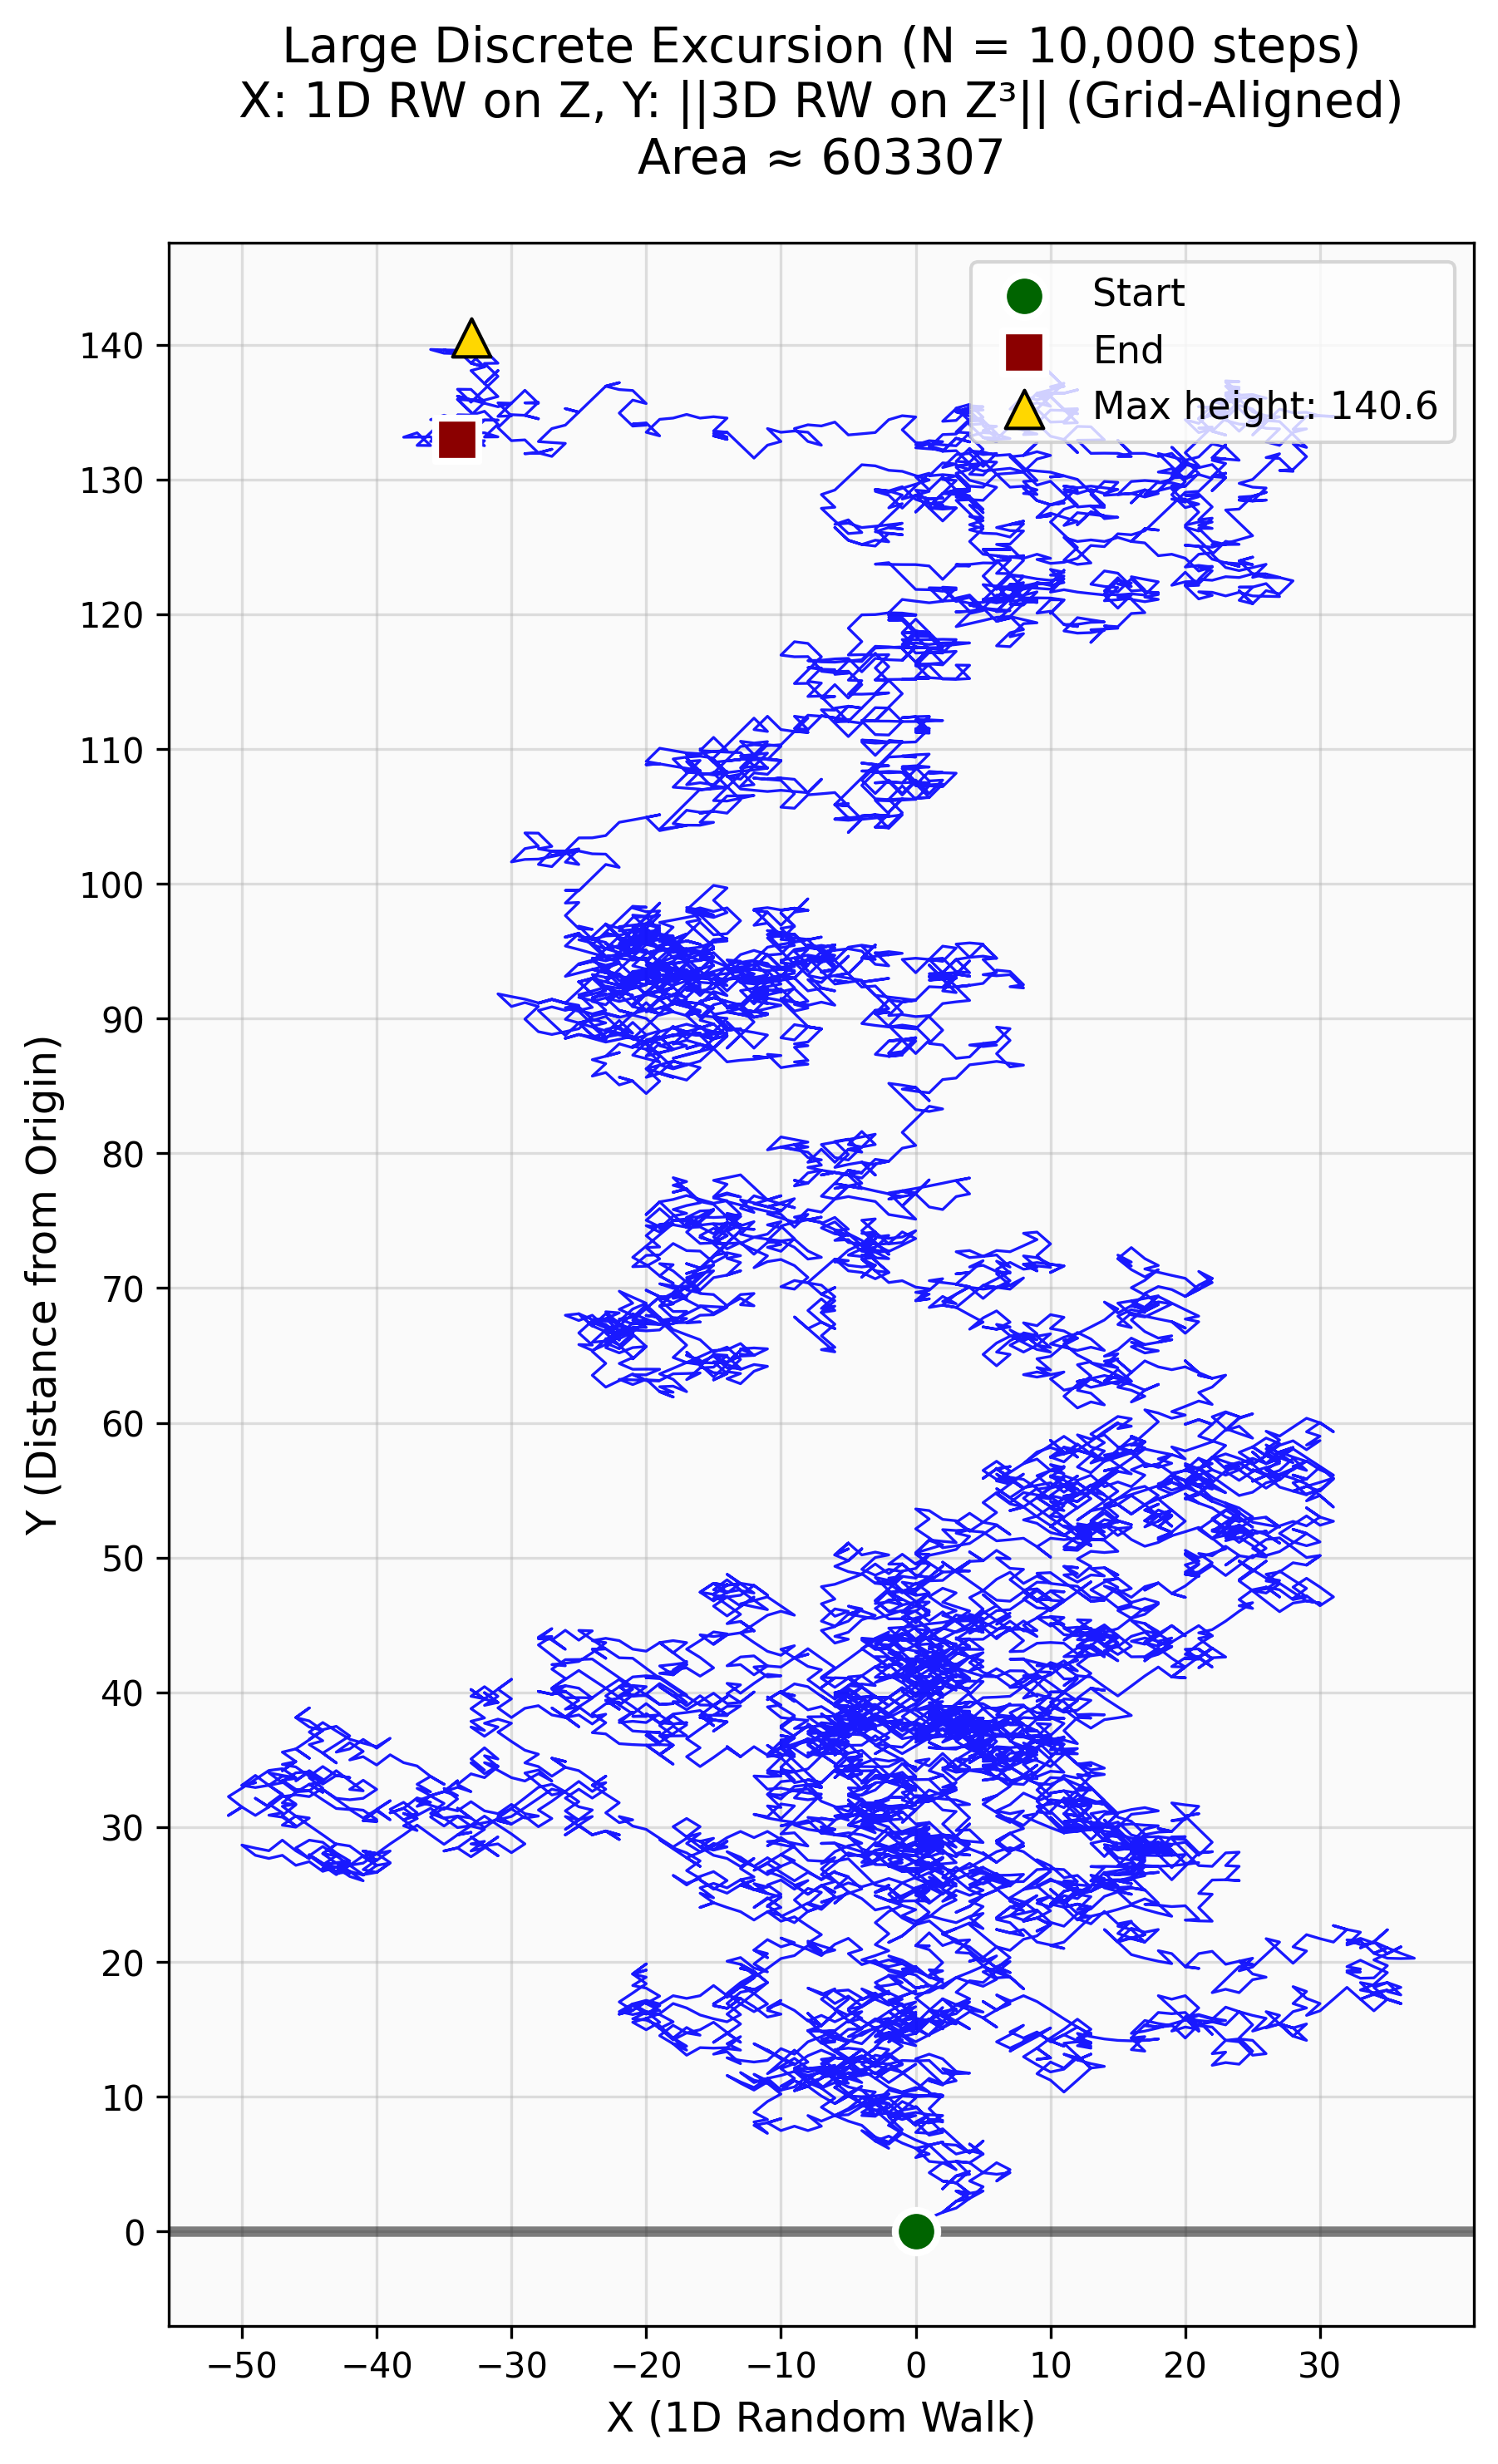 Large Discrete Excursion (N = 10,000 steps)
X: 1D RW on Z, Y: ||3D RW on Z³|| (Grid-Aligned)
Area ≈ 603307
Start
End
Max height: 140.6
140
130
120
110
100
90
80
70
60
50
40
30
20
10
0
Y (Distance from Origin)
−50 −40 −30 −20 −10 0 10 20 30
X (1D Random Walk)